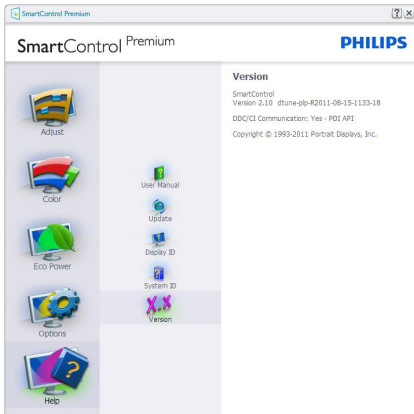 SmartControl Premium
SmartControl Premium
PHILIPS
Adjust
Color
Eco Power
Options
Help
User Manual
Update
Display ID
System ID
X.X
Version
Version
SmartControl
Version 2.10 dtune-plp-R2011-08-15-1133-18
DDC/CI Communication: Yes - PDI API
Copyright © 1993-2011 Portrait Displays, Inc.